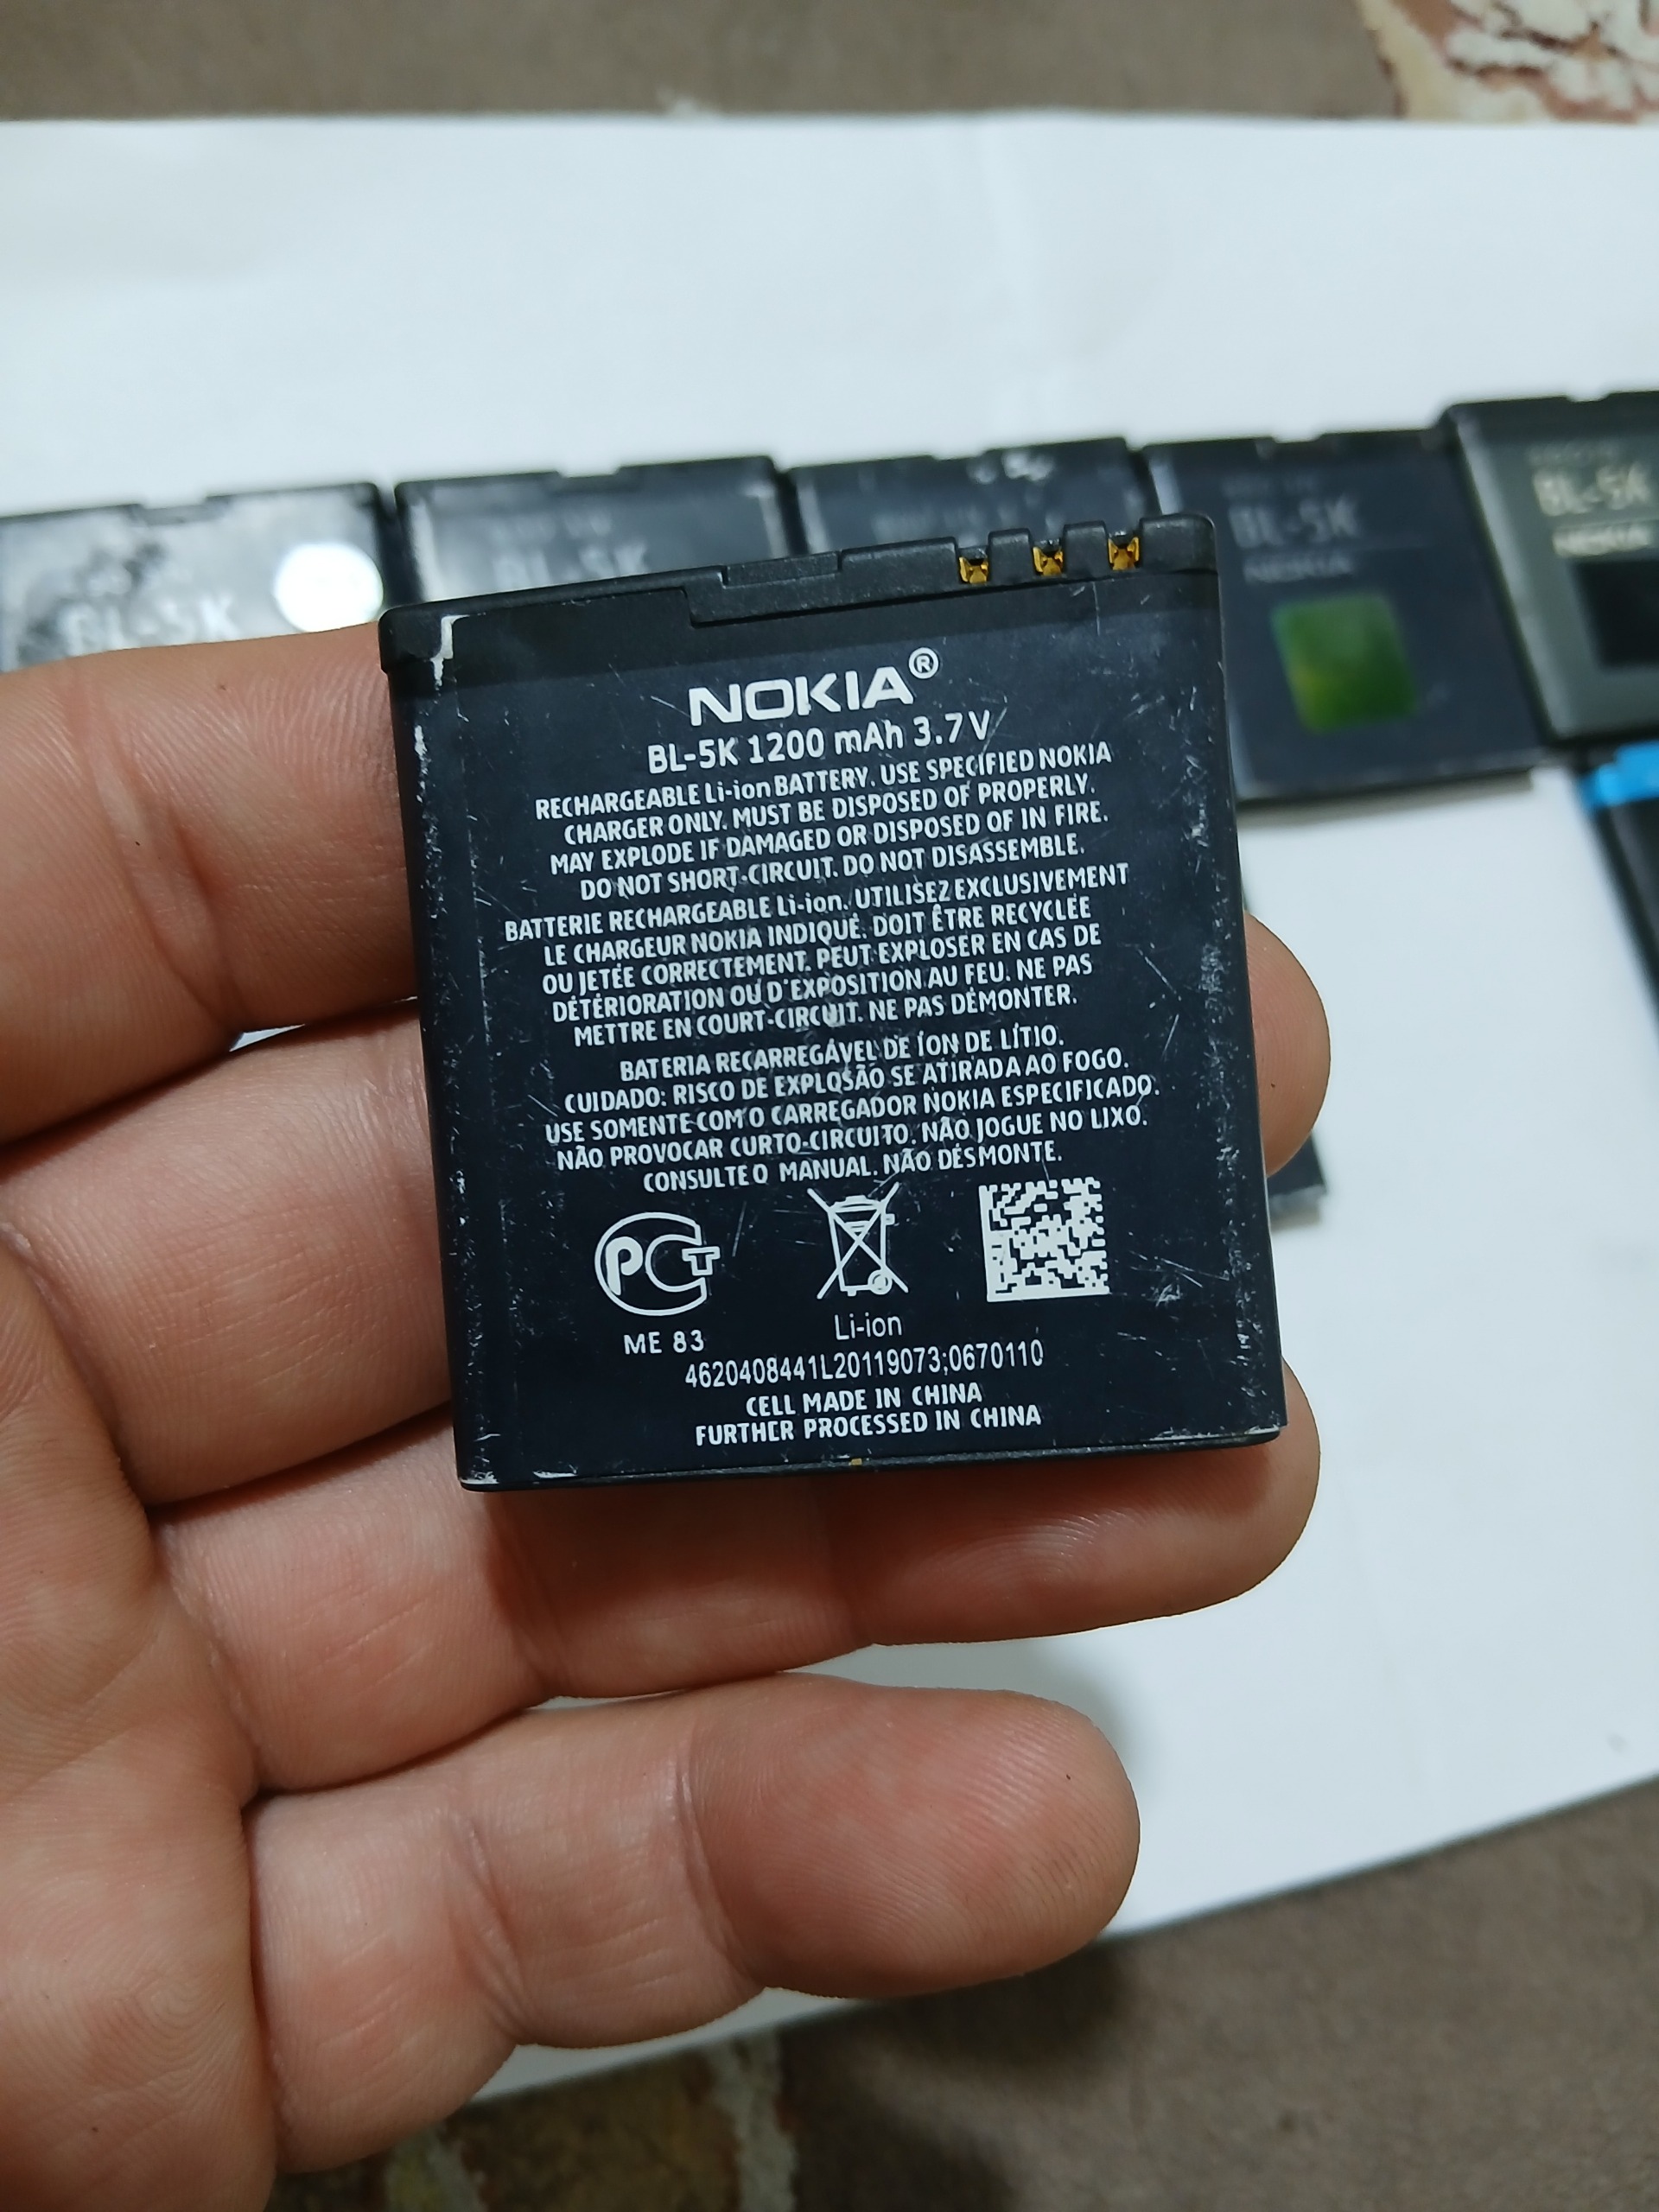 BL-5K
BL-5K
BL-5K
NOKIA
BL-5K
NOKIA
NOKIA®
BL-5K 1200 mAh 3.7 V
RECHARGEABLE Li-ion BATTERY. USE SPECIFIED NOKIA
CHARGER ONLY. MUST BE DISPOSED OF PROPERLY.
MAY EXPLODE IF DAMAGED OR DISPOSED OF IN FIRE.
DO NOT SHORT-CIRCUIT. DO NOT DISASSEMBLE.
BATTERIE RECHARGEABLE Li-ion. UTILISEZ EXCLUSIVEMENT
LE CHARGEUR NOKIA INDIQUÉ. DOIT ÊTRE RECYCLÉE
OU JETÉE CORRECTEMENT. PEUT EXPLOSER EN CAS DE
DÉTÉRIORATION OU D'EXPOSITION AU FEU. NE PAS
METTRE EN COURT-CIRCUIT. NE PAS DÉMONTER.
BATERIA RECARREGÁVEL DE ÍON DE LÍTIO.
CUIDADO: RISCO DE EXPLOSÃO SE ATIRADA AO FOGO.
USE SOMENTE COM O CARREGADOR NOKIA ESPECIFICADO.
NÃO PROVOCAR CURTO-CIRCUITO. NÃO JOGUE NO LIXO.
CONSULTE O MANUAL. NÃO DESMONTE.
PCT
ME 83
Li-ion
4620408441L20119073;0670110
CELL MADE IN CHINA
FURTHER PROCESSED IN CHINA